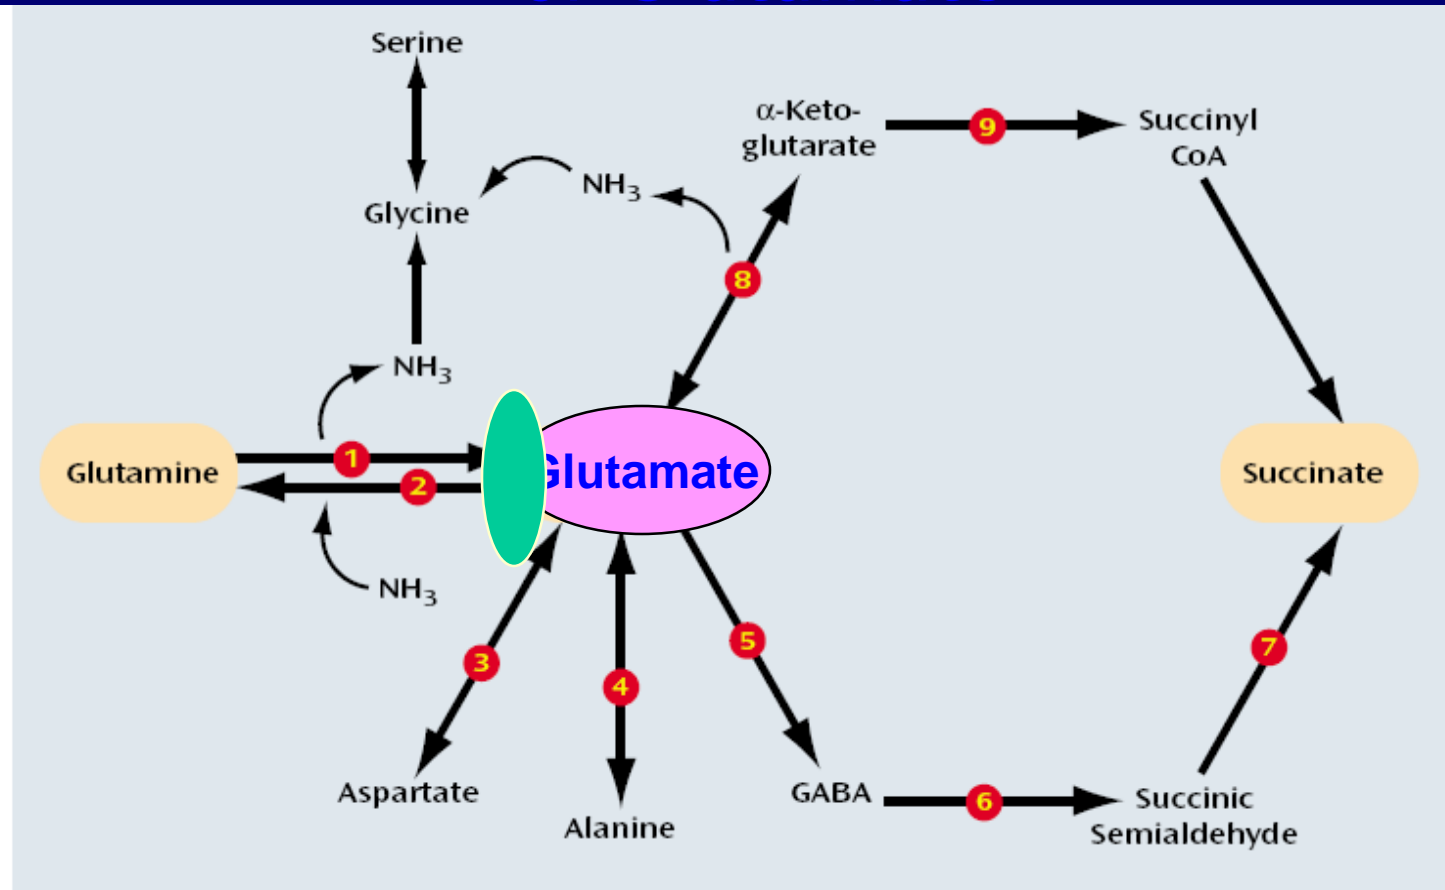 Serine
α-Keto-
glutarate
9
Succinyl
CoA
NH3
Glycine
8
NH3
1
Glutamine
2
Glutamate
Succinate
NH3
5
7
3
4
Aspartate
GABA
6
Succinic
Semialdehyde
Alanine